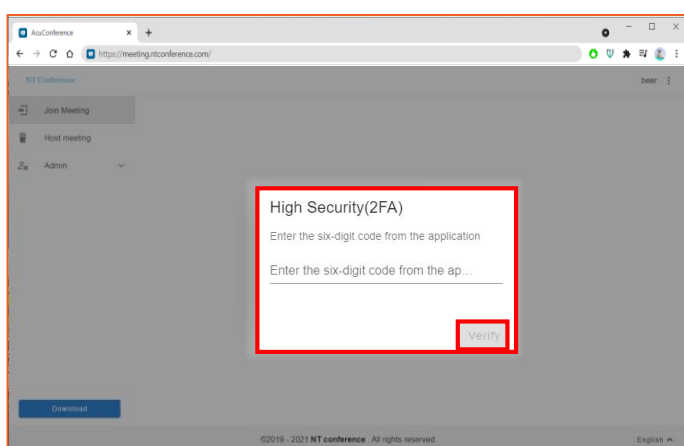 AcuConference
https://meeting.ntconference.com/
NT Conference
beer
Join Meeting
Host meeting
Admin
High Security(2FA)
Enter the six-digit code from the application
Enter the six-digit code from the ap...
Verify
Download
©2019 - 2021 NT conference . All rights reserved.
English